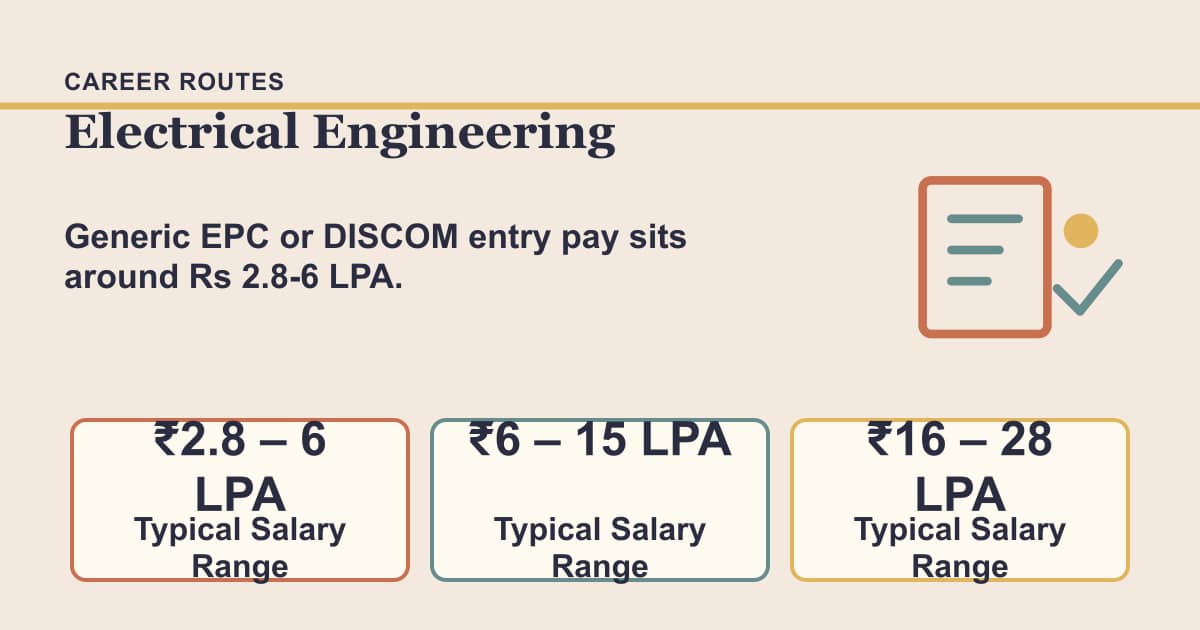 CAREER ROUTES
Electrical Engineering
Generic EPC or DISCOM entry pay sits
around Rs 2.8-6 LPA.
₹2.8 – 6
LPA
Typical Salary
Range
₹6 – 15 LPA
Typical Salary
Range
₹16 – 28
LPA
Typical Salary
Range